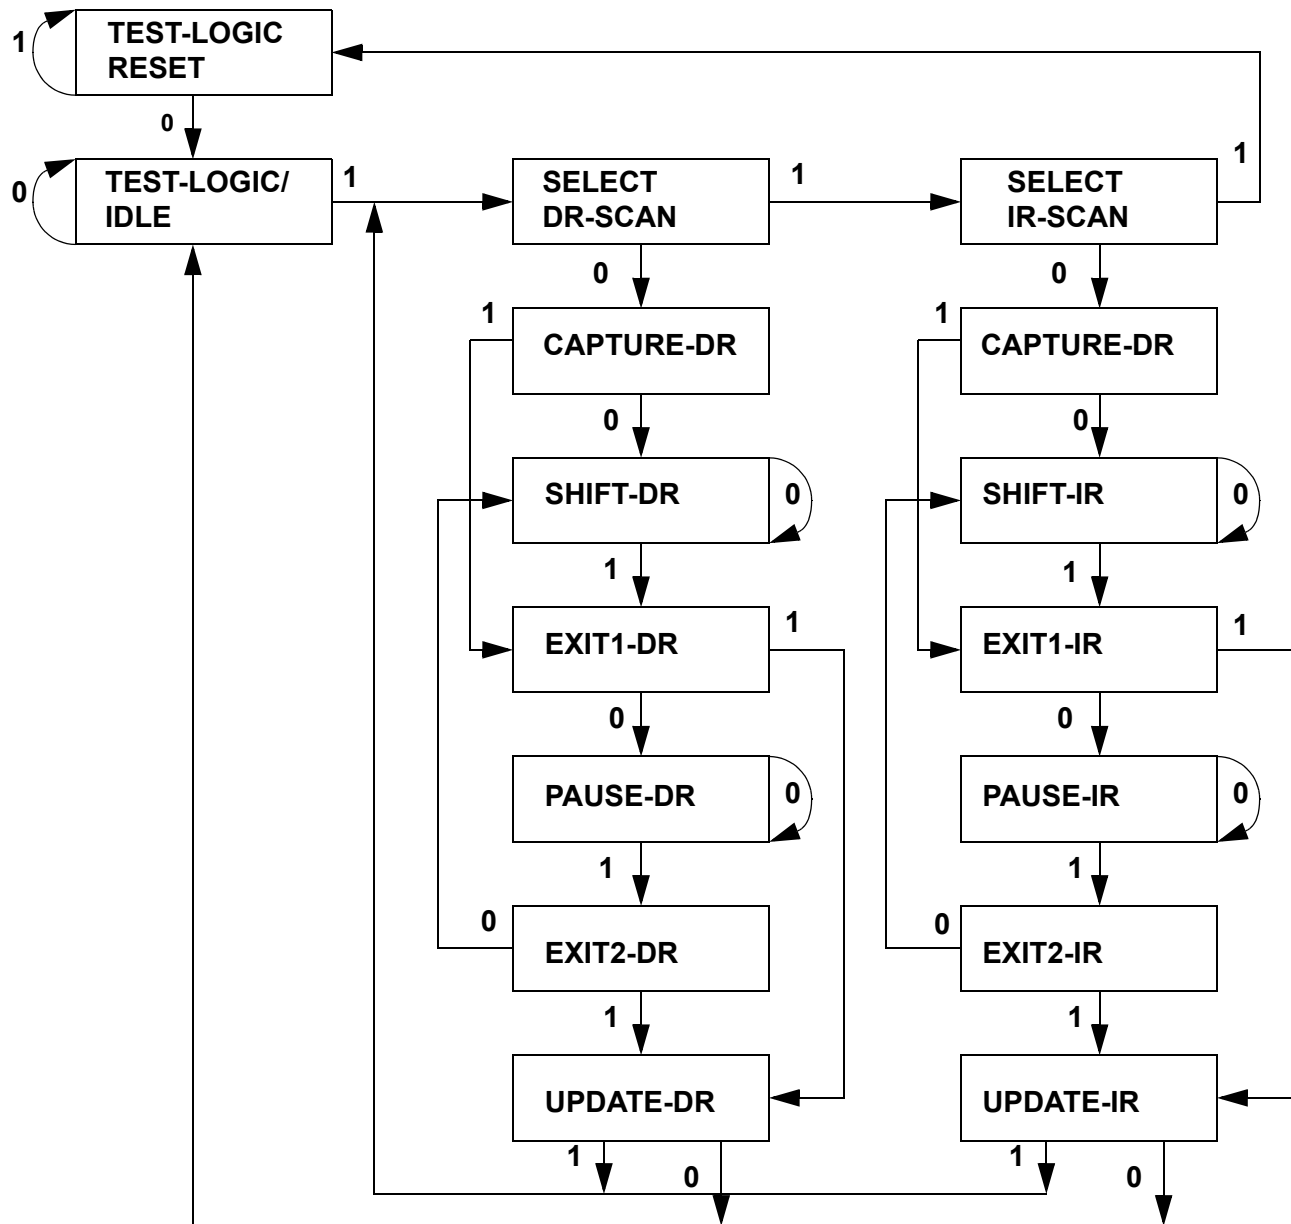 1
TEST-LOGIC
RESET
0
0
TEST-LOGIC/
IDLE
1
SELECT
DR-SCAN
1
SELECT
IR-SCAN
1
0
0
1
CAPTURE-DR
1
CAPTURE-DR
0
0
SHIFT-DR
0
SHIFT-IR
0
1
1
EXIT1-DR
1
EXIT1-IR
1
0
0
PAUSE-DR
0
PAUSE-IR
0
1
1
0
EXIT2-DR
0
EXIT2-IR
1
1
UPDATE-DR
UPDATE-IR
1
0
1
0